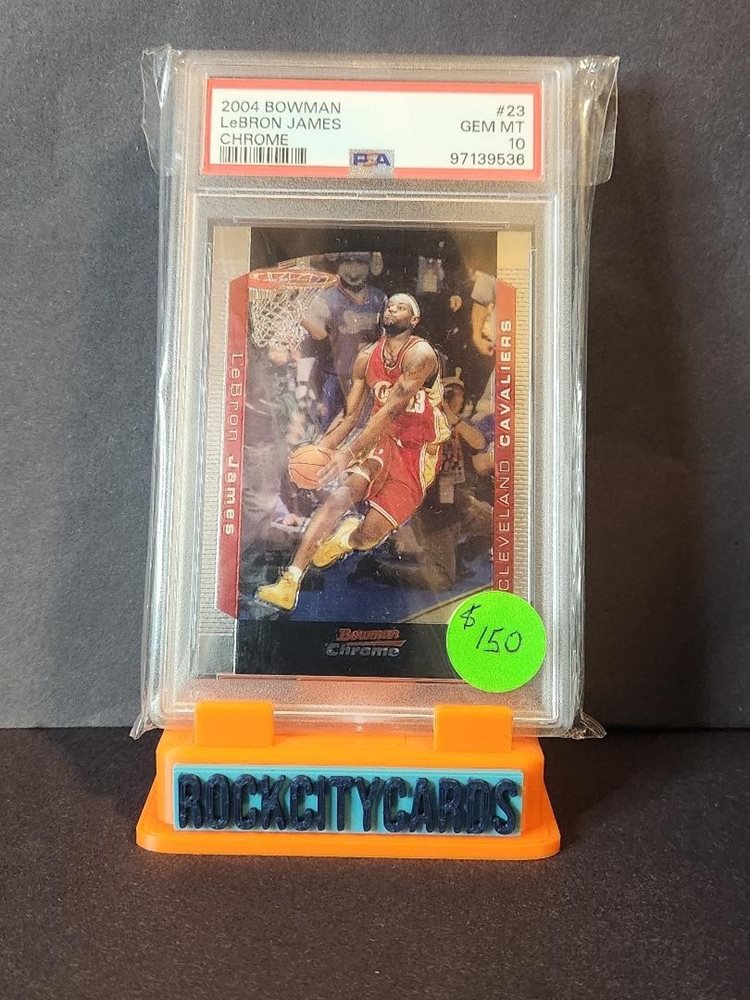 2004 BOWMAN #23
LeBRON JAMES GEM MT
CHROME 10
PSA 97139536
LeBron James
CLEVELAND CAVALIERS
23
Bowman
Chrome
$150
ROCKCITYCARDS